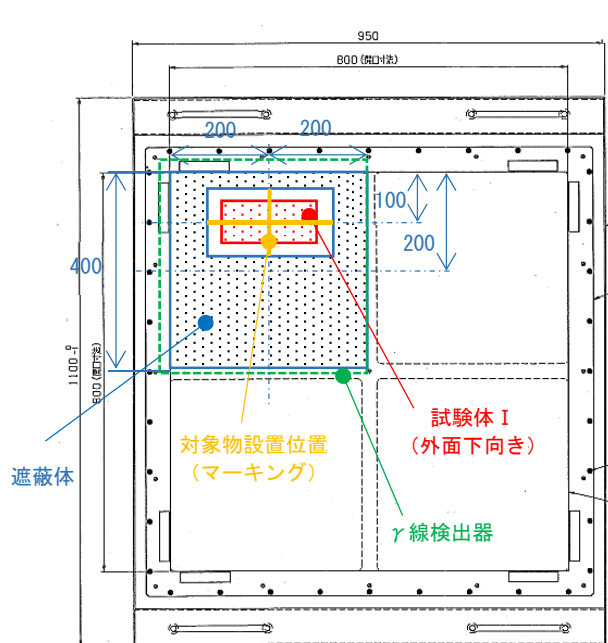 950
800 (開口寸法)
200 200
100
200
400
1100
800 (開口寸法)
試験体Ⅰ
(外面下向き)
対象物設置位置
(マーキング)
遮蔽体
γ線検出器